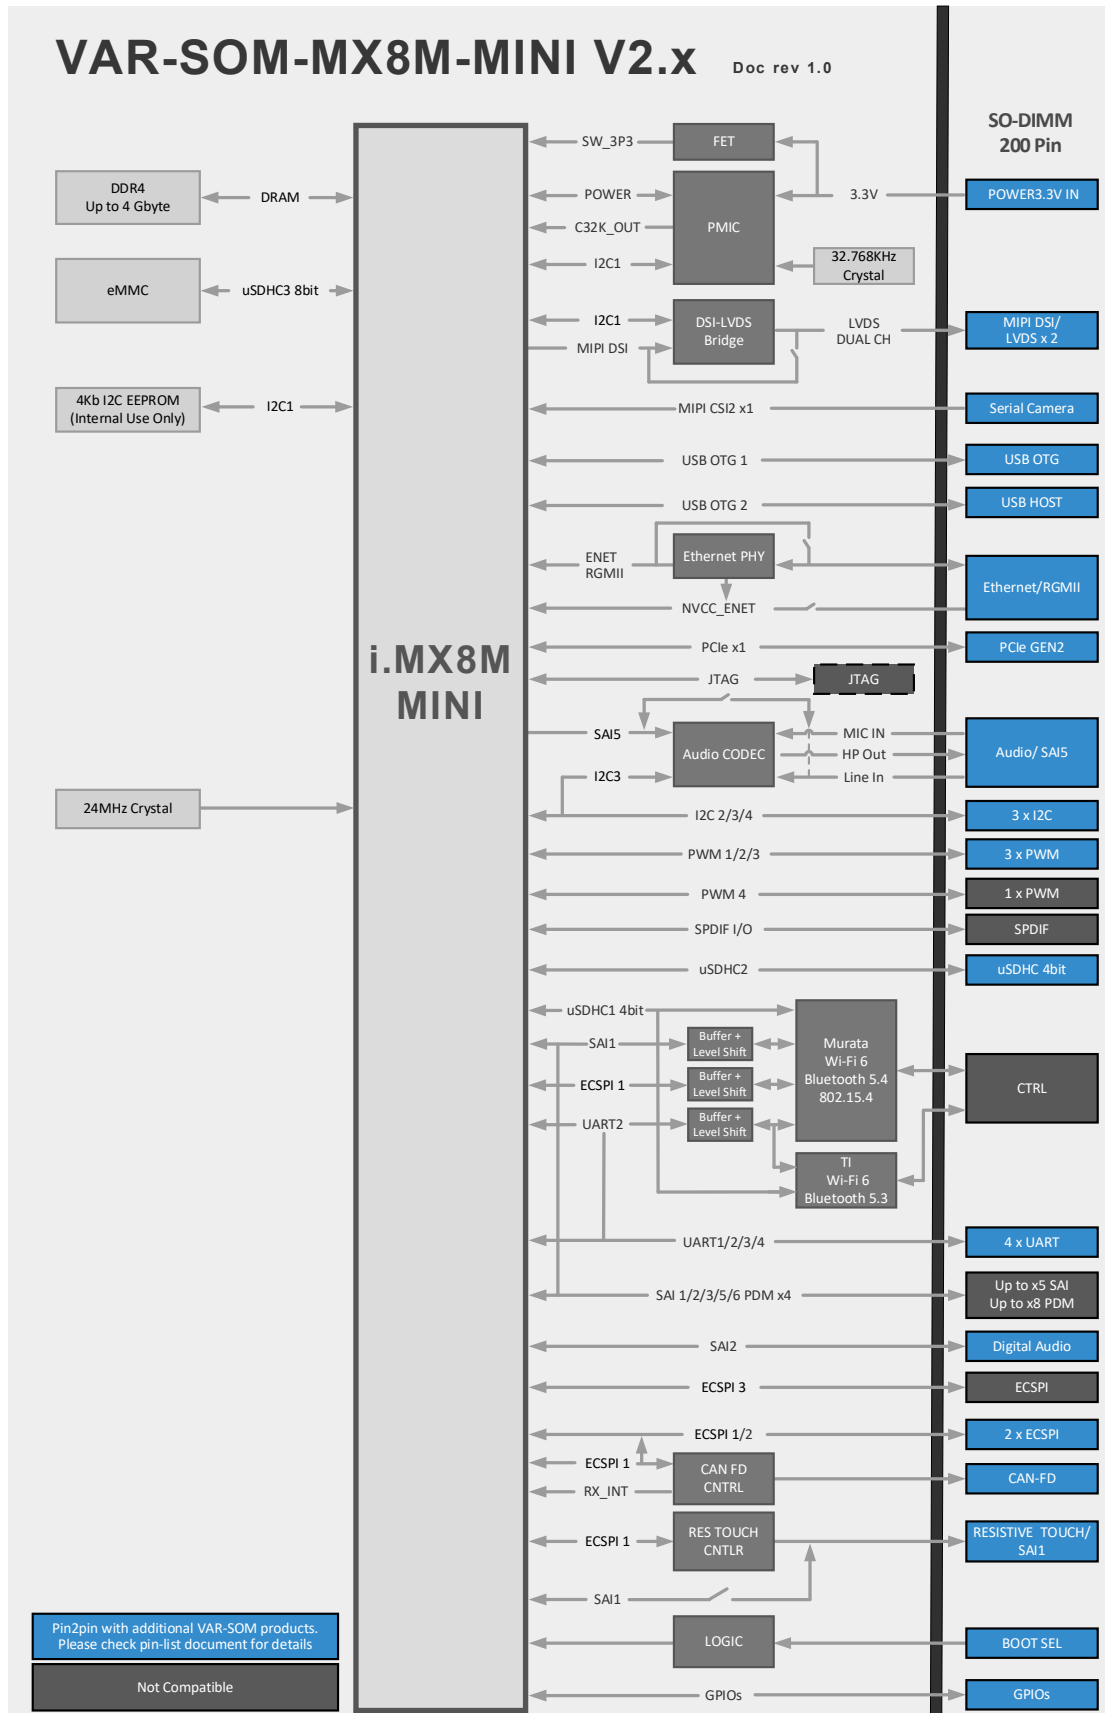 VAR-SOM-MX8M-MINI V2.x Doc rev 1.0
SO-DIMM
200 Pin
SW_3P3
FET
DDR4
Up to 4 Gbyte
DRAM
POWER
PMIC
3.3V
POWER3.3V IN
C32K_OUT
I2C1
32.768KHz
Crystal
eMMC
uSDHC3 8bit
I2C1
DSI-LVDS
Bridge
LVDS
DUAL CH
MIPI DSI/
LVDS x 2
MIPI DSI
4Kb I2C EEPROM
(Internal Use Only)
I2C1
MIPI CSI2 x1
Serial Camera
USB OTG 1
USB OTG
USB OTG 2
USB HOST
ENET
RGMII
Ethernet PHY
Ethernet/RGMII
NVCC_ENET
i.MX8M
MINI
PCIe x1
PCIe GEN2
JTAG
JTAG
SAI5
Audio CODEC
MIC IN
HP Out
Line In
Audio/ SAI5
I2C3
24MHz Crystal
I2C 2/3/4
3 x I2C
PWM 1/2/3
3 x PWM
PWM 4
1 x PWM
SPDIF I/O
SPDIF
uSDHC2
uSDHC 4bit
uSDHC1 4bit
SAI1
Buffer +
Level Shift
Murata
Wi-Fi 6
Bluetooth 5.4
802.15.4
ECSPI 1
Buffer +
Level Shift
CTRL
UART2
Buffer +
Level Shift
TI
Wi-Fi 6
Bluetooth 5.3
UART1/2/3/4
4 x UART
SAI 1/2/3/5/6 PDM x4
Up to x5 SAI
Up to x8 PDM
SAI2
Digital Audio
ECSPI 3
ECSPI
ECSPI 1/2
2 x ECSPI
ECSPI 1
CAN FD
CNTRL
CAN-FD
RX_INT
ECSPI 1
RES TOUCH
CNTLR
RESISTIVE TOUCH/
SAI1
SAI1
Pin2pin with additional VAR-SOM products.
Please check pin-list document for details
LOGIC
BOOT SEL
Not Compatible
GPIOs
GPIOs